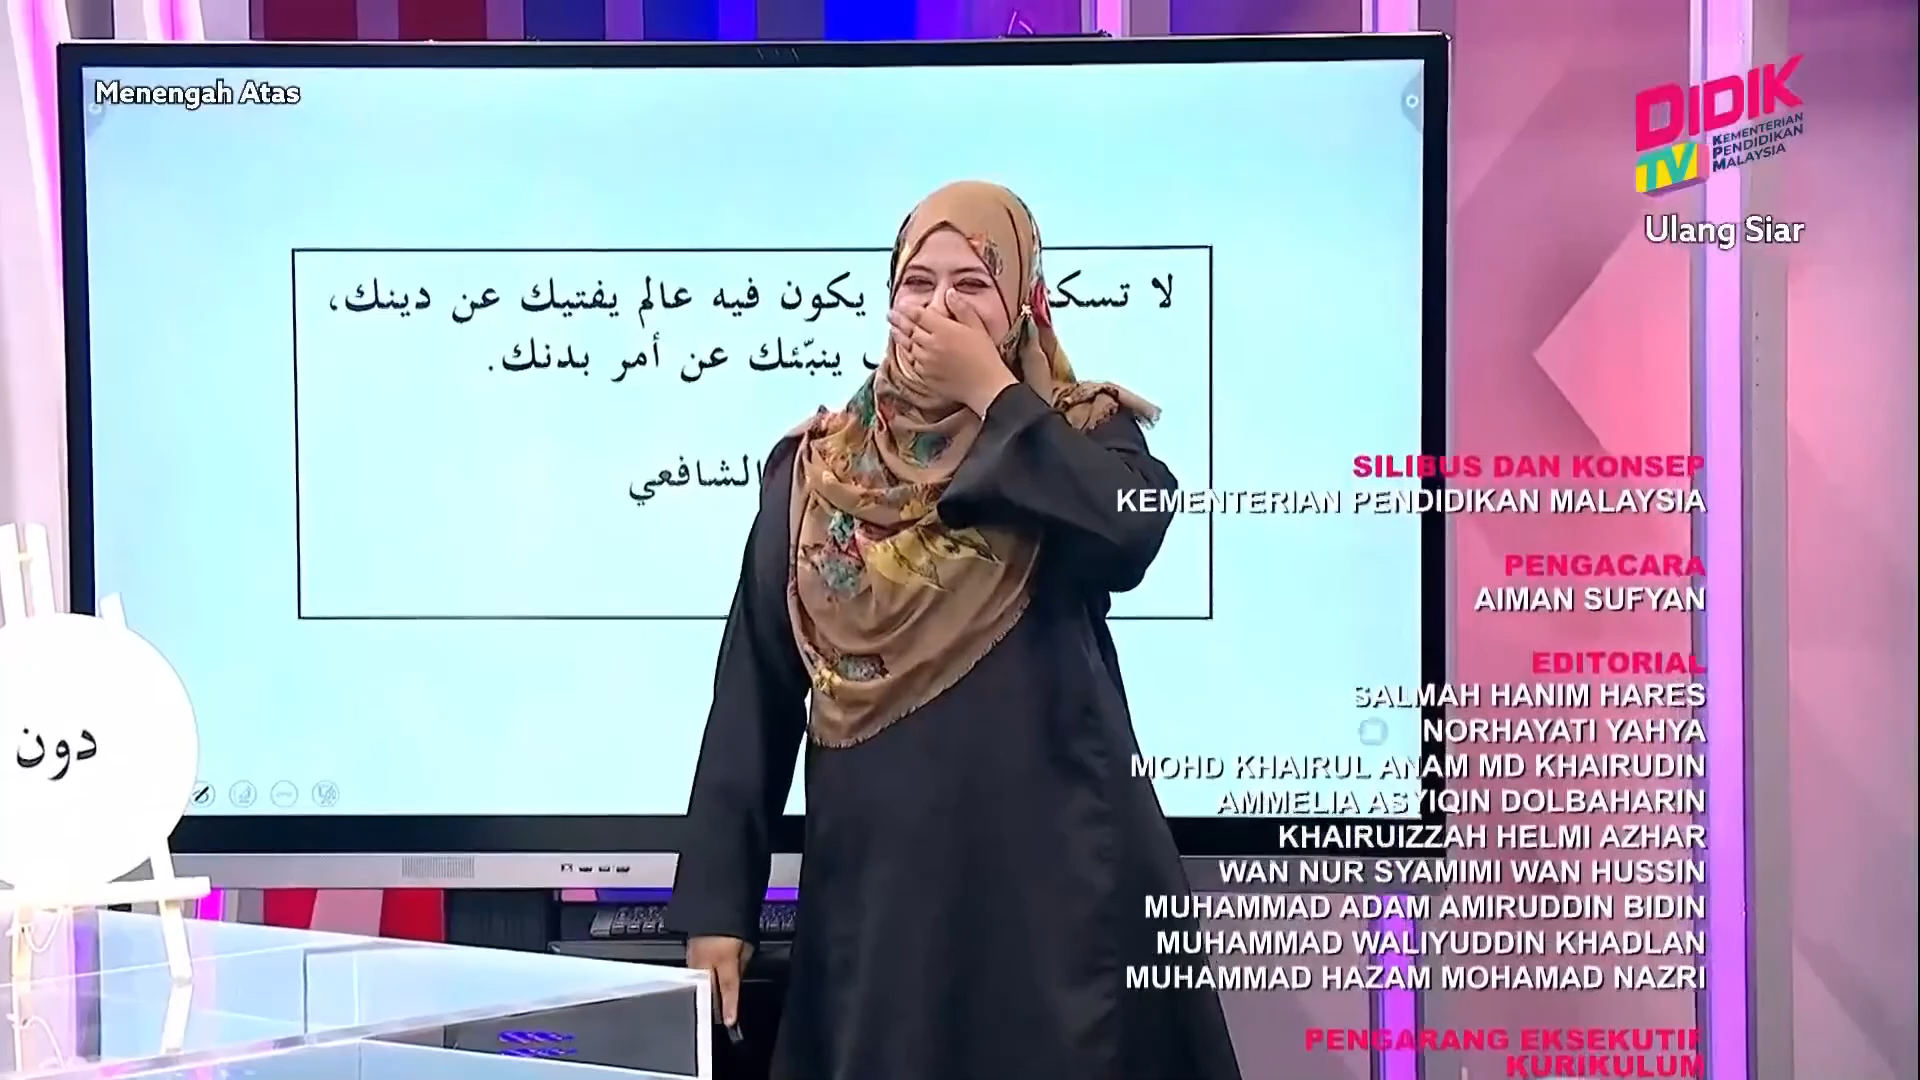 Menengah Atas
DIDIK
TV
KEMENTERIAN
PENDIDIKAN
MALAYSIA
Ulang Siar
لا يكون فيه عالم يفتيك عن دينك،
ينبّئك عن أمر بدنك.
الشافعي
دون
SILIBUS DAN KONSEP
KEMENTERIAN PENDIDIKAN MALAYSIA
PENGACARA
AIMAN SUFYAN
EDITORIAL
SALMAH HANIM HARES
NORHAYATI YAHYA
MOHD KHAIRUL ANAM MD KHAIRUDIN
AMMELIA ASYIQIN DOLBAHARIN
KHAIRUIZZAH HELMI AZHAR
WAN NUR SYAMIMI WAN HUSSIN
MUHAMMAD ADAM AMIRUDDIN BIDIN
MUHAMMAD WALIYUDDIN KHADLAN
MUHAMMAD HAZAM MOHAMAD NAZRI
PENGARANG EKSEKUTIF
KURIKULUM